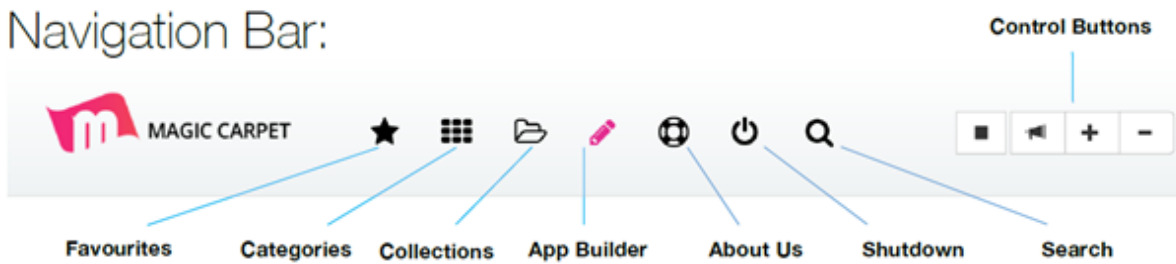 Navigation Bar:
Control Buttons
m MAGIC CARPET
Favourites Categories Collections App Builder About Us Shutdown Search